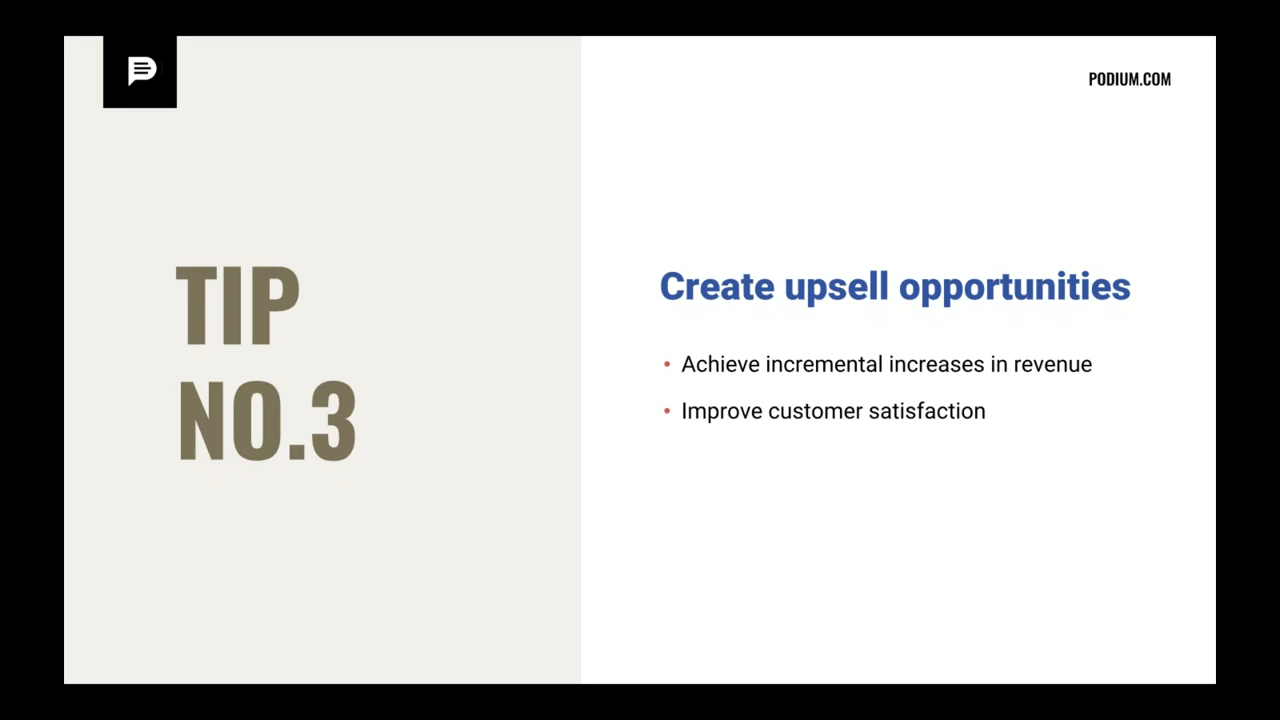 PODIUM.COM
TIP
NO.3
Create upsell opportunities
• Achieve incremental increases in revenue
• Improve customer satisfaction